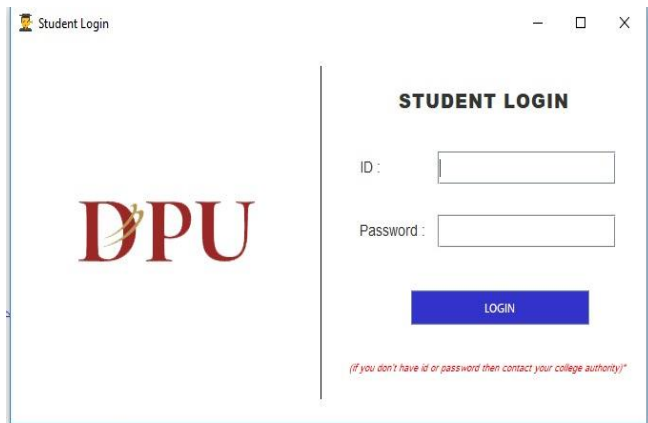 Student Login
DPU
STUDENT LOGIN
ID :
Password :
LOGIN
(if you don't have id or password then contact your college authority)*